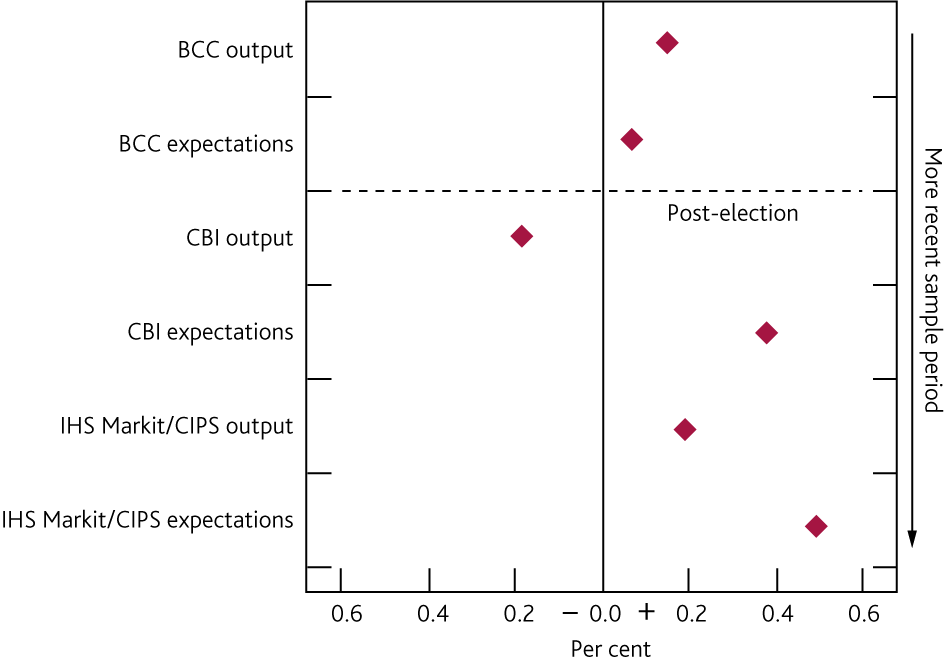 BCC output
BCC expectations
Post-election
CBI output
CBI expectations
IHS Markit/CIPS output
IHS Markit/CIPS expectations
More recent sample period
0.6 0.4 0.2 – 0.0 + 0.2 0.4 0.6
Per cent